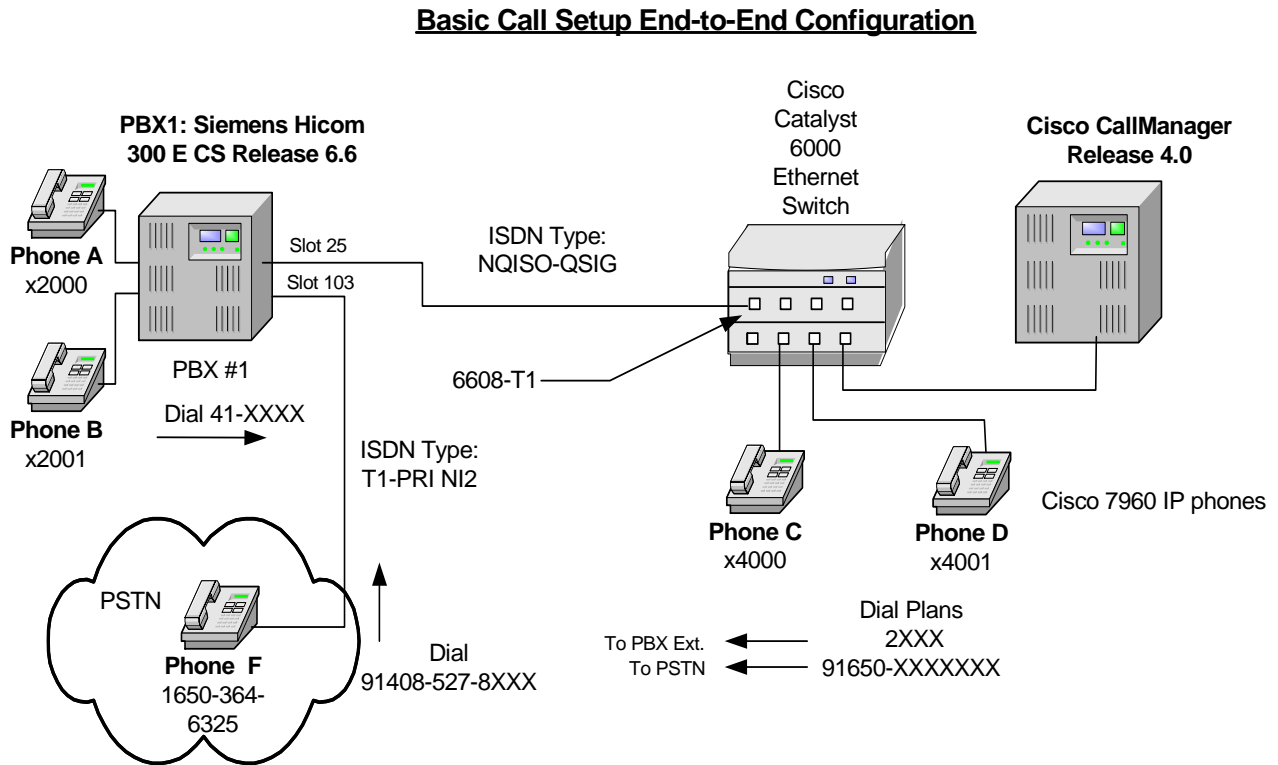 Basic Call Setup End-to-End Configuration
PBX1: Siemens Hicom
300 E CS Release 6.6
Cisco
Catalyst
6000
Ethernet
Switch
Cisco CallManager
Release 4.0
Phone A
x2000
Slot 25
Slot 103
ISDN Type:
NQISO-QSIG
PBX #1
6608-T1
Dial 41-XXXX
Phone B
x2001
ISDN Type:
T1-PRI NI2
Phone C
x4000
Phone D
x4001
Cisco 7960 IP phones
PSTN
Phone F
1650-364-
6325
Dial
91408-527-8XXX
Dial Plans
To PBX Ext.
2XXX
To PSTN
91650-XXXXXXX